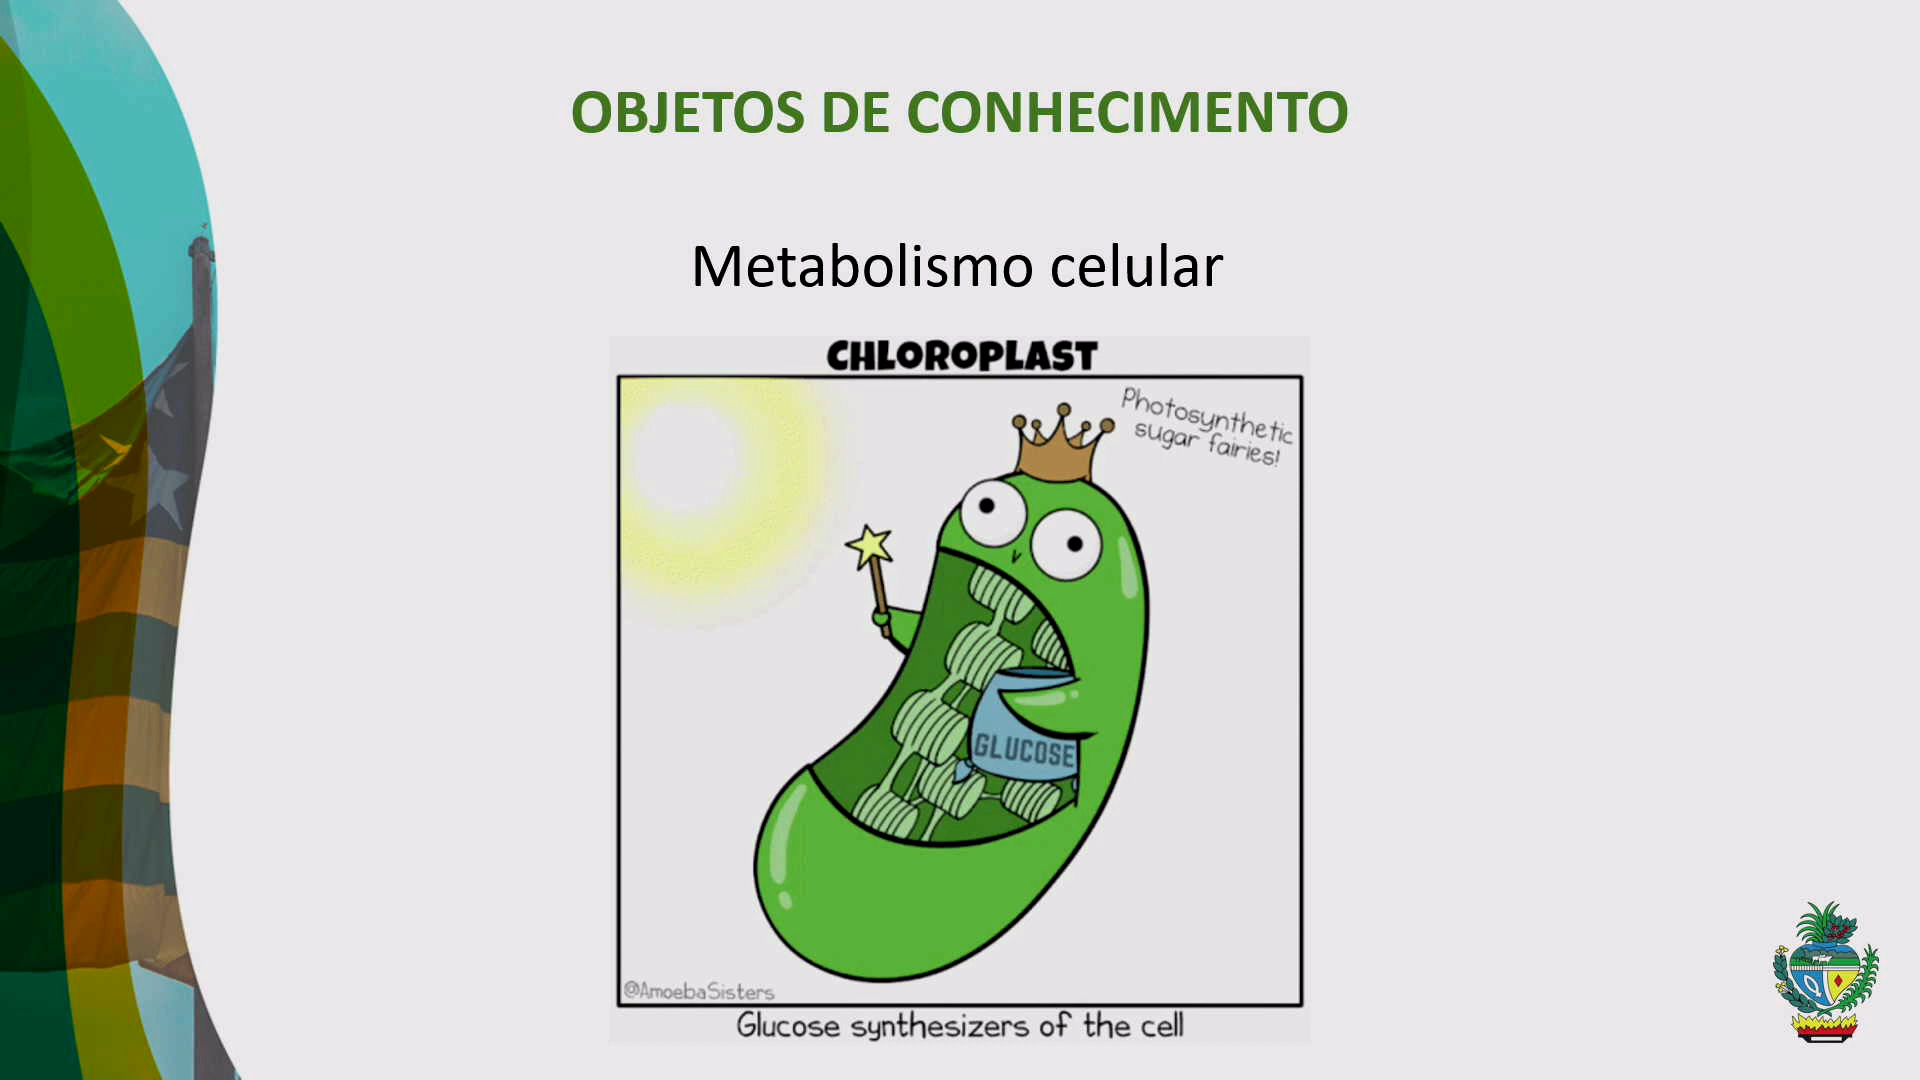 OBJETOS DE CONHECIMENTO
Metabolismo celular
CHLOROPLAST
Photosynthetic
sugar fairies!
GLUCOSE
@AmoebaSisters
Glucose synthesizers of the cell